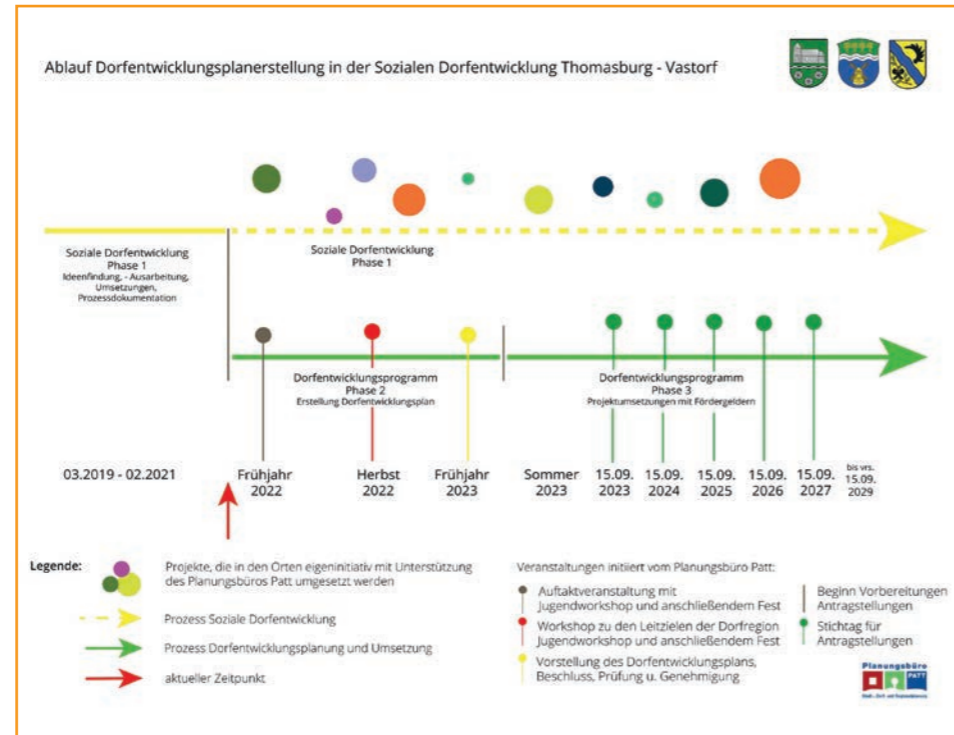 Ablauf Dorfentwicklungsplanerstellung in der Sozialen Dorfentwicklung Thomasburg - Vastorf
Soziale Dorfentwicklung
Phase 1
Ideenfindung, - Ausarbeitung,
Umsetzungen,
Prozessdokumentation
Soziale Dorfentwicklung
Phase 1
Dorfentwicklungsprogramm
Phase 2
Erstellung Dorfentwicklungsplan
Dorfentwicklungsprogramm
Phase 3
Projektumsetzungen mit Fördergeldern
03.2019 - 02.2021
Frühjahr
2022
Herbst
2022
Frühjahr
2023
Sommer
2023
15.09.
2023
15.09.
2024
15.09.
2025
15.09.
2026
15.09.
2027
bis vrs.
15.09.
2029
Legende:
Projekte, die in den Orten eigeninitiativ mit Unterstützung
des Planungsbüros Patt umgesetzt werden
Prozess Soziale Dorfentwicklung
Prozess Dorfentwicklungsplanung und Umsetzung
aktueller Zeitpunkt
Veranstaltungen initiiert vom Planungsbüro Patt:
Auftaktveranstaltung mit
Jugendworkshop und anschließendem Fest
Workshop zu den Leitzielen der Dorfregion
Jugendworkshop und anschließendem Fest
Vorstellung des Dorfentwicklungsplans,
Beschluss, Prüfung u. Genehmigung
Beginn Vorbereitungen
Antragstellungen
Stichtag für
Antragstellungen
Planungsbüro
PATT